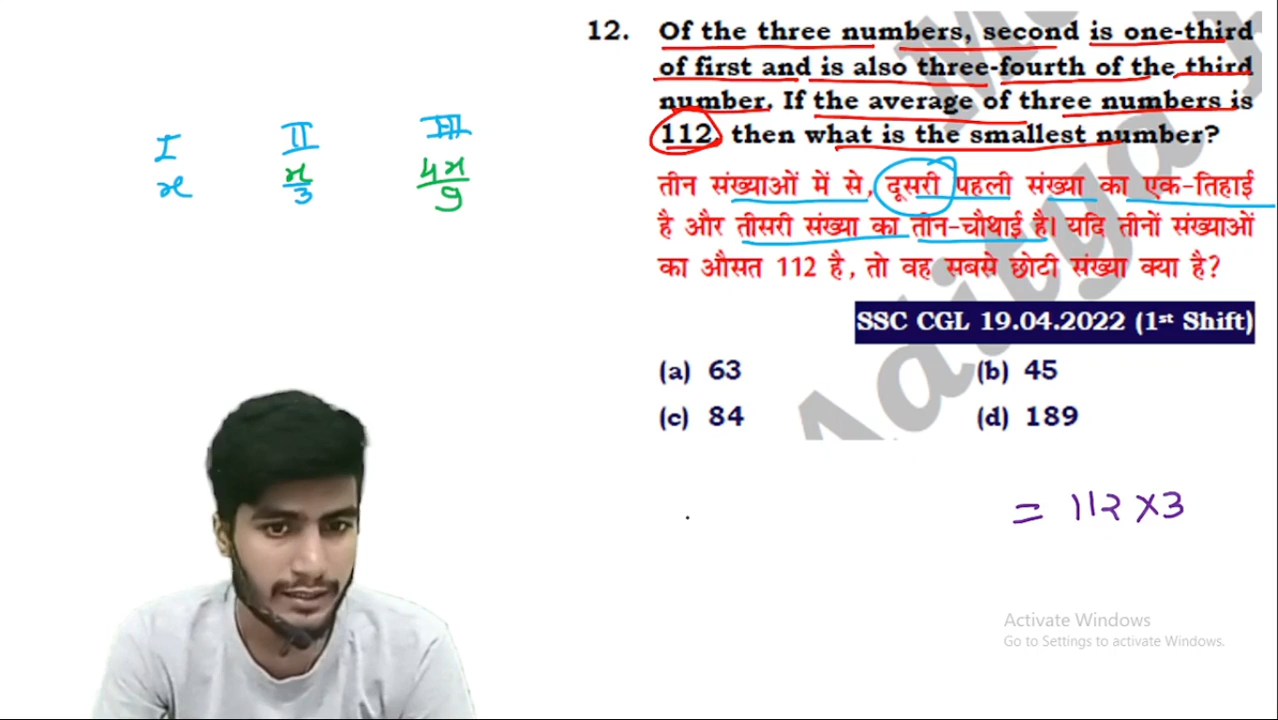 12. Of the three numbers, second is one-third
of first and is also three-fourth of the third
number. If the average of three numbers is
112, then what is the smallest number?
तीन संख्याओं में से, दूसरी पहली संख्या का एक-तिहाई
है और तीसरी संख्या का तीन-चौथाई है। यदि तीनों संख्याओं
का औसत 112 है, तो वह सबसे छोटी संख्या क्या है?
SSC CGL 19.04.2022 (1st Shift)
(a) 63 (b) 45
(c) 84 (d) 189
I II III
x x/3 4x/9
= 112 × 3
Aditya
Activate Windows
Go to Settings to activate Windows.